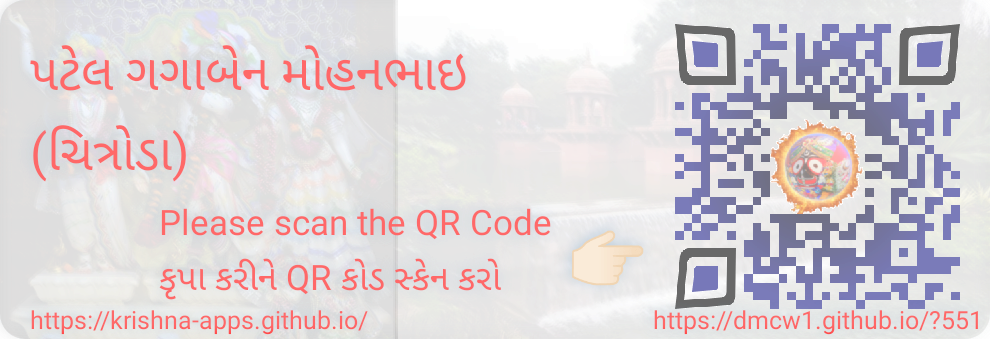 પટેલ ગગાબેન મોહનભાઇ
(ચિત્રોડા)
Please scan the QR Code
કૃપા કરીને QR કોડ સ્કેન કરો
https://krishna-apps.github.io/
https://dmcw1.github.io/?551